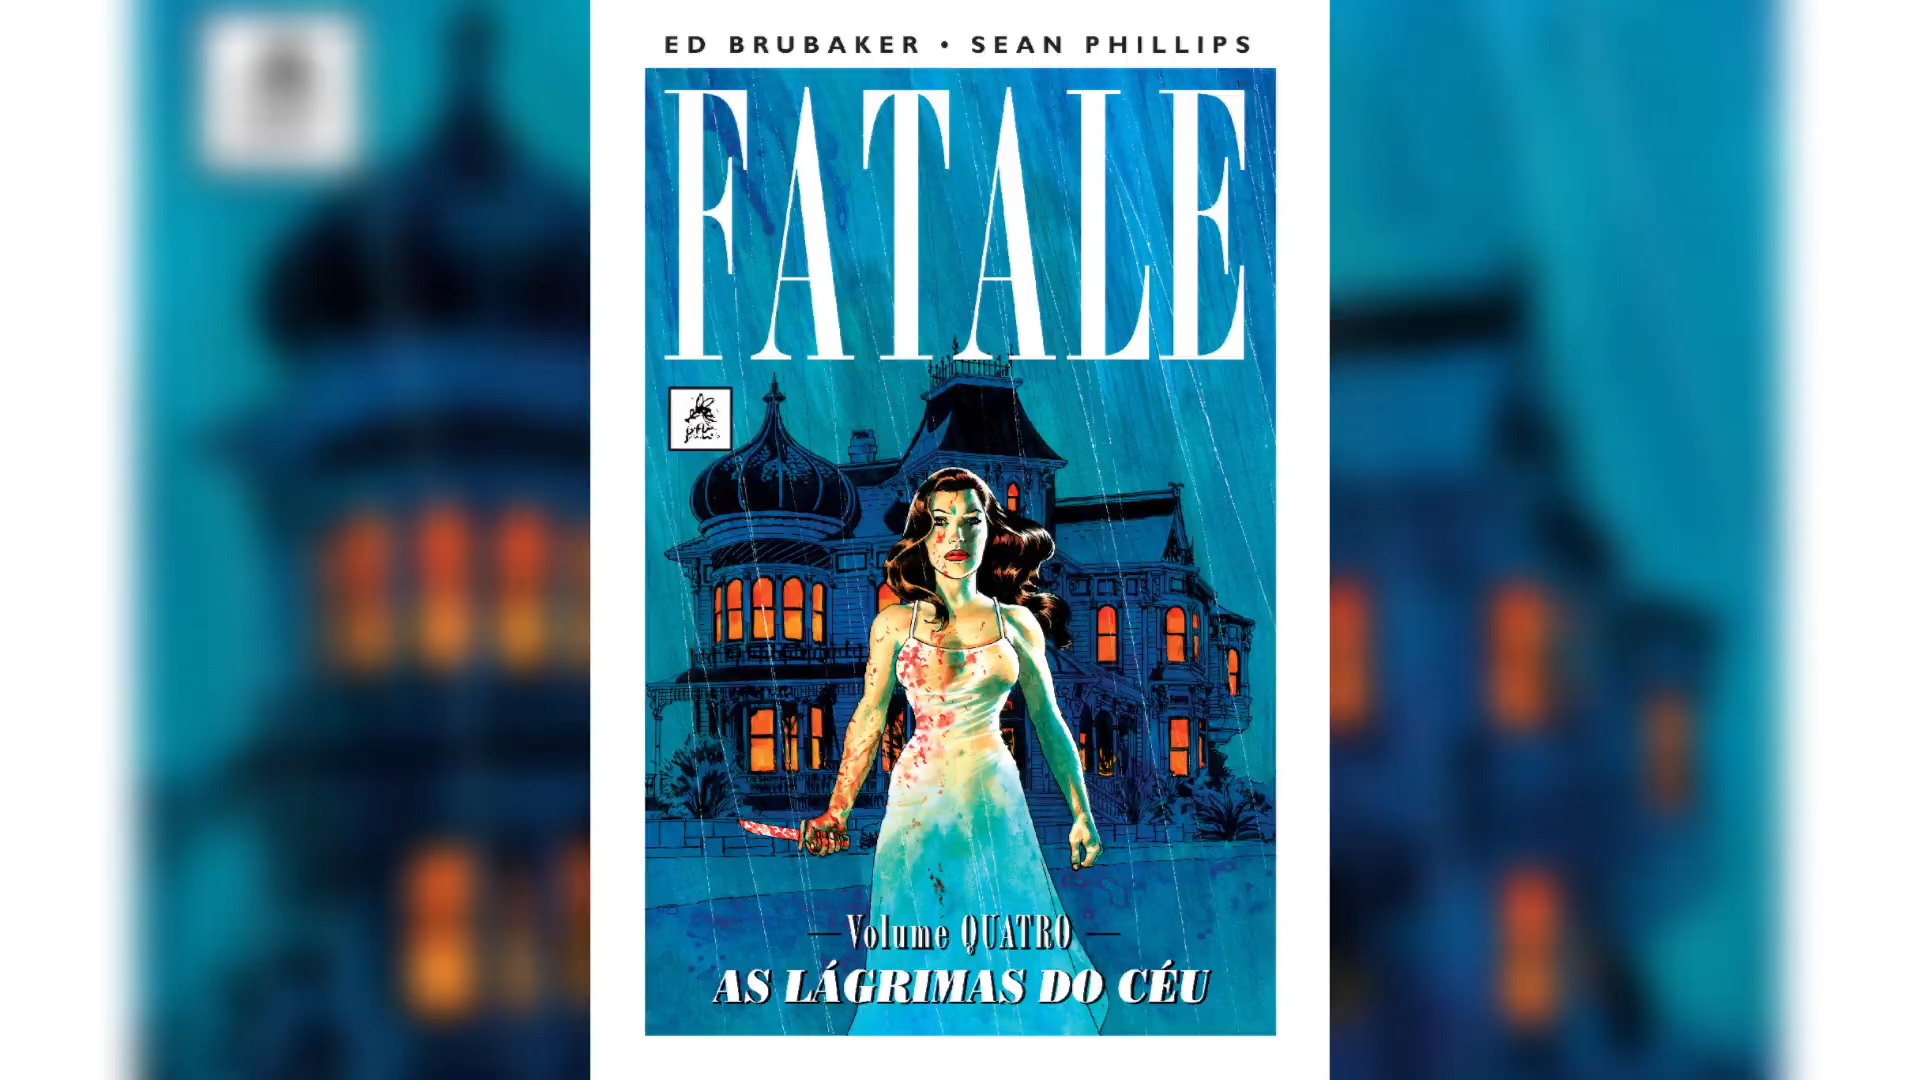 ED BRUBAKER • SEAN PHILLIPS
FATALE
Volume QUATRO
AS LÁGRIMAS DO CÉU